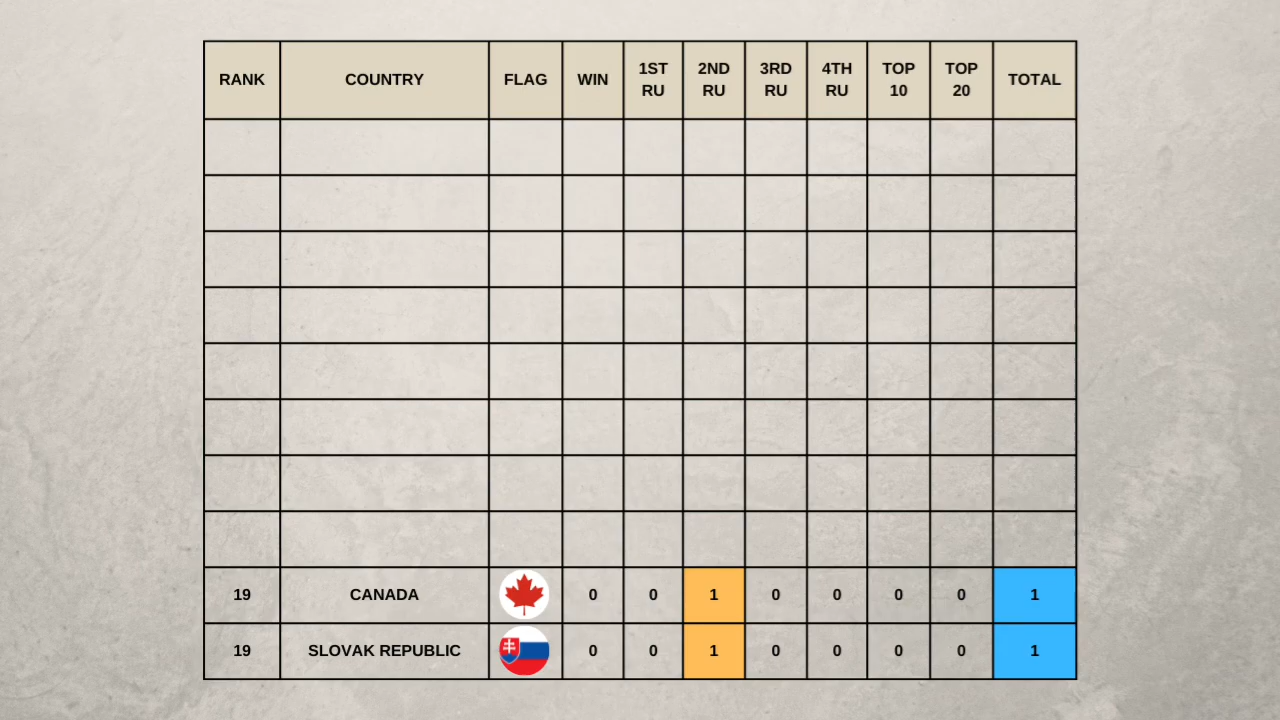 RANK COUNTRY FLAG WIN 1ST RU 2ND RU 3RD RU 4TH RU TOP 10 TOP 20 TOTAL
19 CANADA 0 0 1 0 0 0 0 1
19 SLOVAK REPUBLIC 0 0 1 0 0 0 0 1